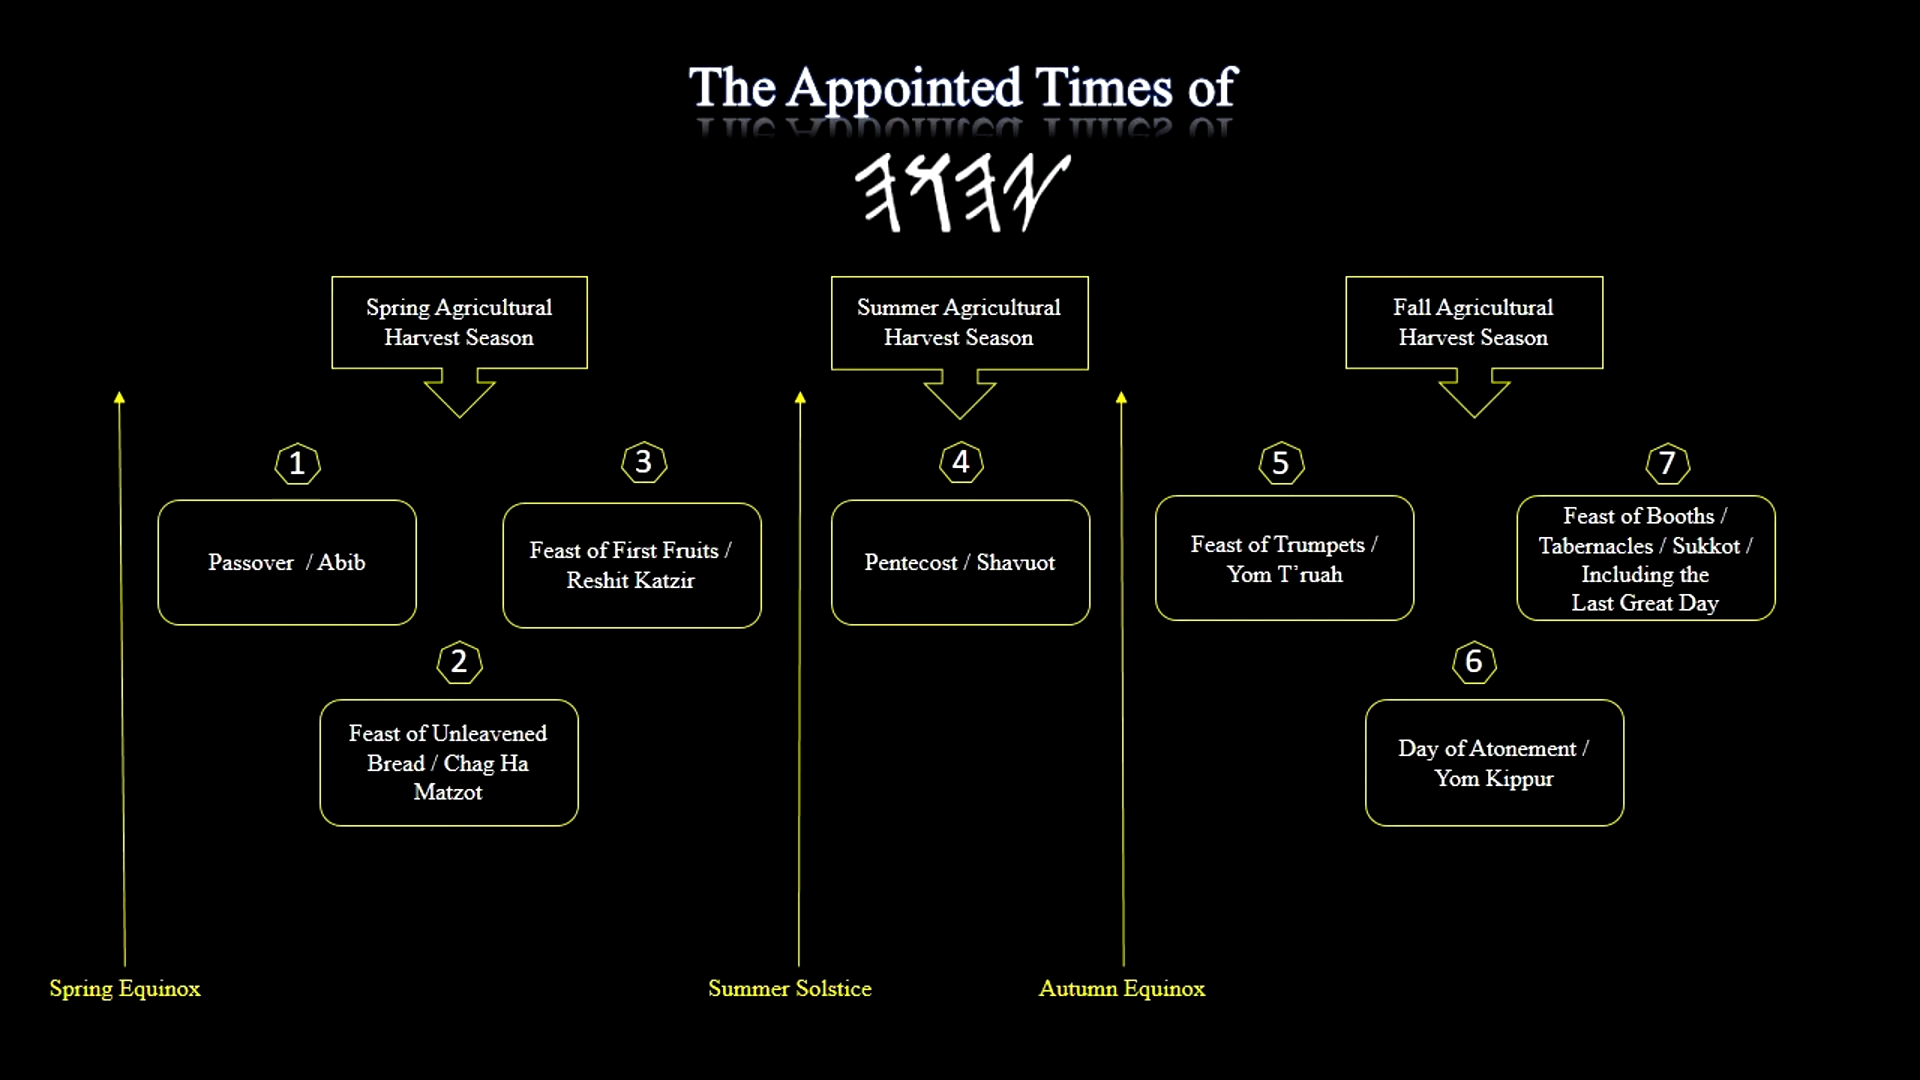 The Appointed Times of
𐤉𐤄𐤅𐤄
Spring Agricultural
Harvest Season
Summer Agricultural
Harvest Season
Fall Agricultural
Harvest Season
1
Passover / Abib
2
Feast of Unleavened
Bread / Chag Ha
Matzot
3
Feast of First Fruits /
Reshit Katzir
4
Pentecost / Shavuot
5
Feast of Trumpets /
Yom T’ruah
6
Day of Atonement /
Yom Kippur
7
Feast of Booths /
Tabernacles / Sukkot /
Including the
Last Great Day
Spring Equinox
Summer Solstice
Autumn Equinox